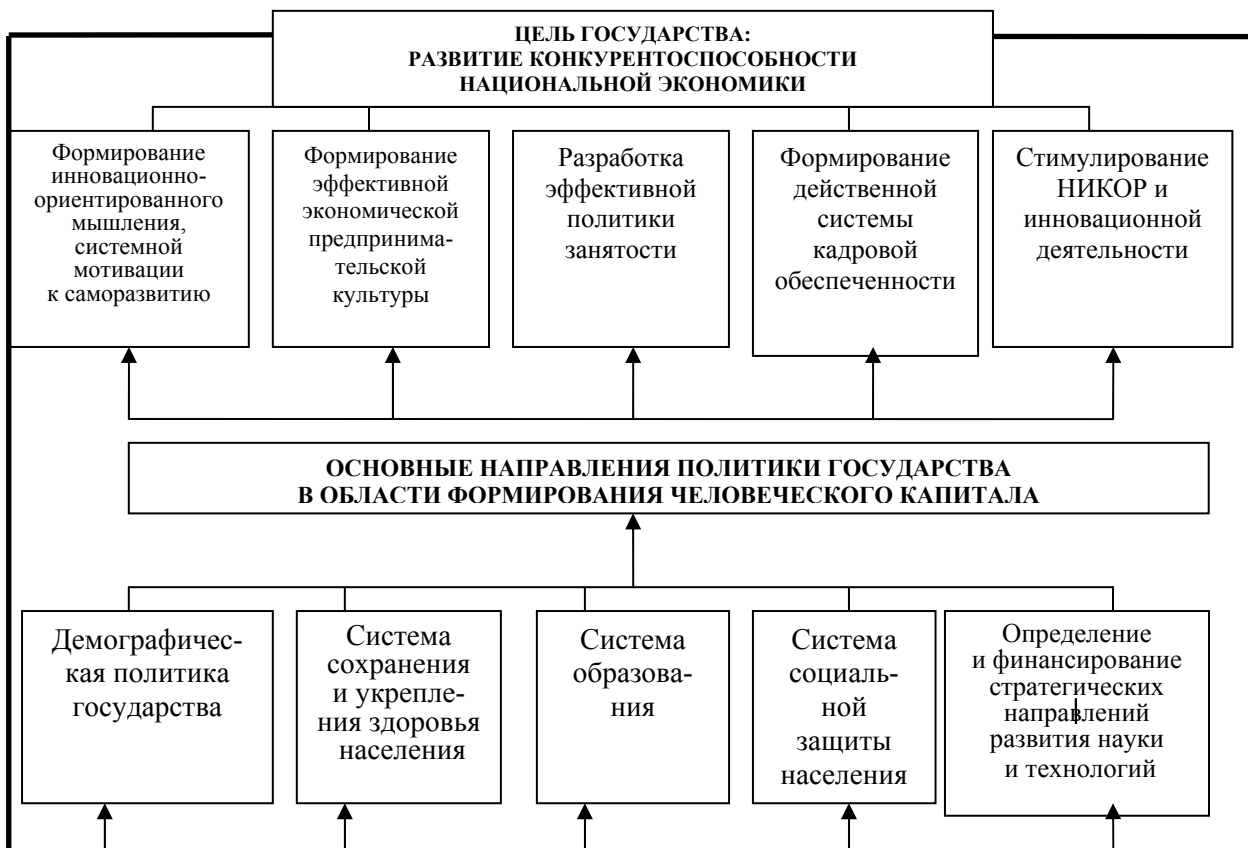 ЦЕЛЬ ГОСУДАРСТВА:
РАЗВИТИЕ КОНКУРЕНТОСПОСОБНОСТИ
НАЦИОНАЛЬНОЙ ЭКОНОМИКИ
Формирование
инновационно-
ориентированного
мышления,
системной
мотивации
к саморазвитию
Формирование
эффективной
экономической
предпринима-
тельской
культуры
Разработка
эффективной
политики
занятости
Формирование
действенной
системы
кадровой
обеспеченности
Стимулирование
НИКОР и
инновационной
деятельности
ОСНОВНЫЕ НАПРАВЛЕНИЯ ПОЛИТИКИ ГОСУДАРСТВА
В ОБЛАСТИ ФОРМИРОВАНИЯ ЧЕЛОВЕЧЕСКОГО КАПИТАЛА
Демографичес-
кая политика
государства
Система
сохранения
и укрепле-
ния здоровья
населения
Система
образова-
ния
Система
социаль-
ной
защиты
населения
Определение
и финансирование
стратегических
направлений
развития науки
и технологий